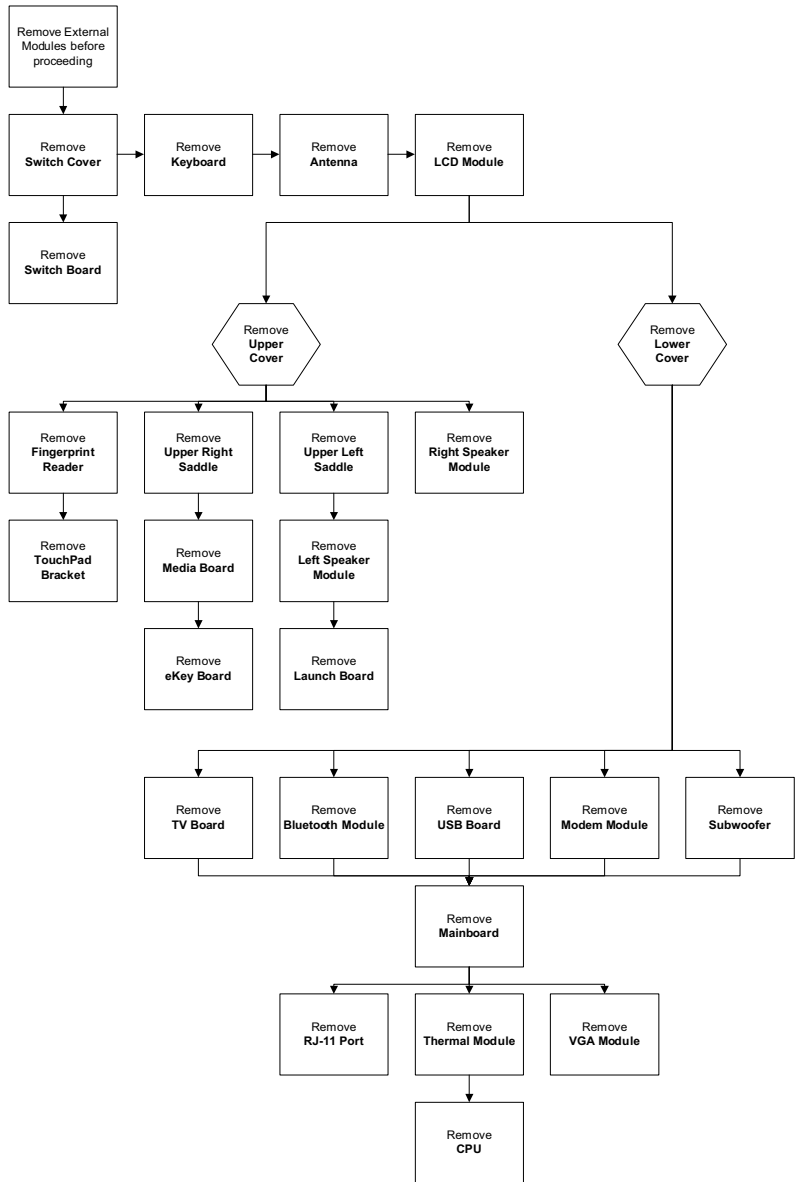 Remove External
Modules before
proceeding
Remove
Switch Cover
Remove
Keyboard
Remove
Antenna
Remove
LCD Module
Remove
Switch Board
Remove
Upper
Cover
Remove
Lower
Cover
Remove
Fingerprint
Reader
Remove
Upper Right
Saddle
Remove
Upper Left
Saddle
Remove
Right Speaker
Module
Remove
TouchPad
Bracket
Remove
Media Board
Remove
Left Speaker
Module
Remove
eKey Board
Remove
Launch Board
Remove
TV Board
Remove
Bluetooth Module
Remove
USB Board
Remove
Modem Module
Remove
Subwoofer
Remove
Mainboard
Remove
RJ-11 Port
Remove
Thermal Module
Remove
VGA Module
Remove
CPU